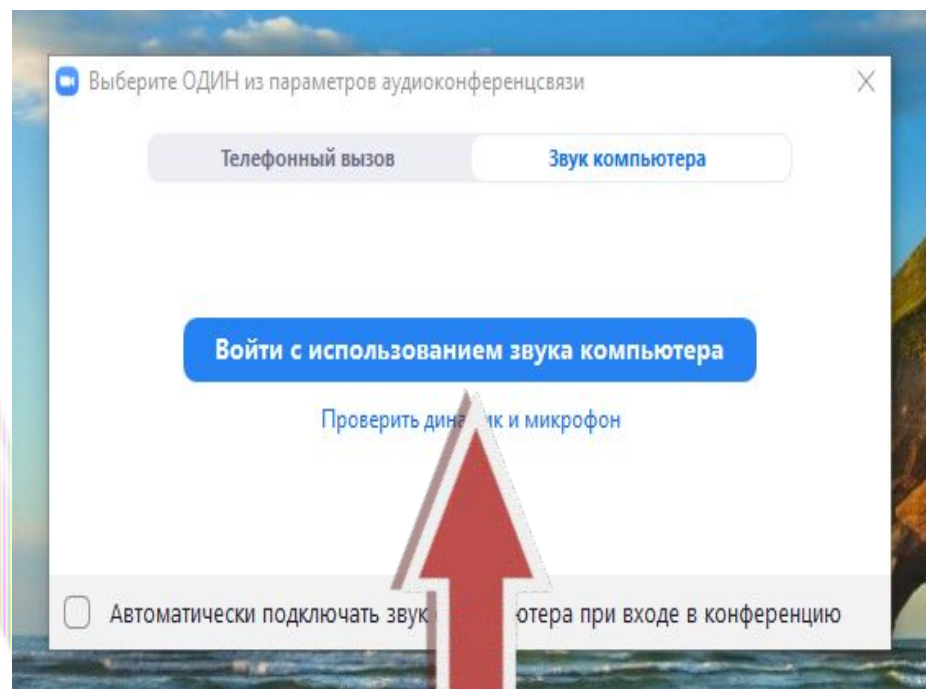 Выберите ОДИН из параметров аудиоконференцсвязи
Телефонный вызов
Звук компьютера
Войти с использованием звука компьютера
Проверить и микрофон
Автоматически подключать звук при входе в конференцию